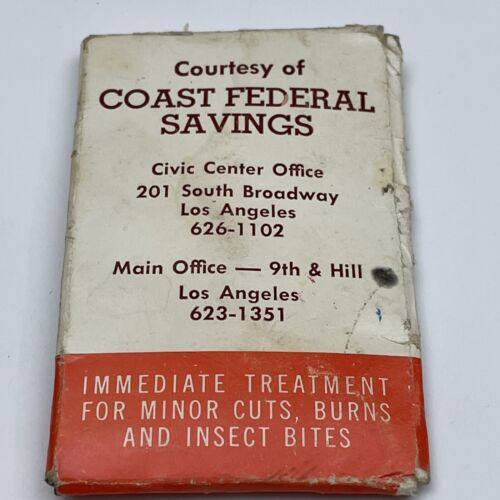 Courtesy of
COAST FEDERAL
SAVINGS
Civic Center Office
201 South Broadway
Los Angeles
626-1102
Main Office — 9th & Hill
Los Angeles
623-1351
IMMEDIATE TREATMENT
FOR MINOR CUTS, BURNS
AND INSECT BITES